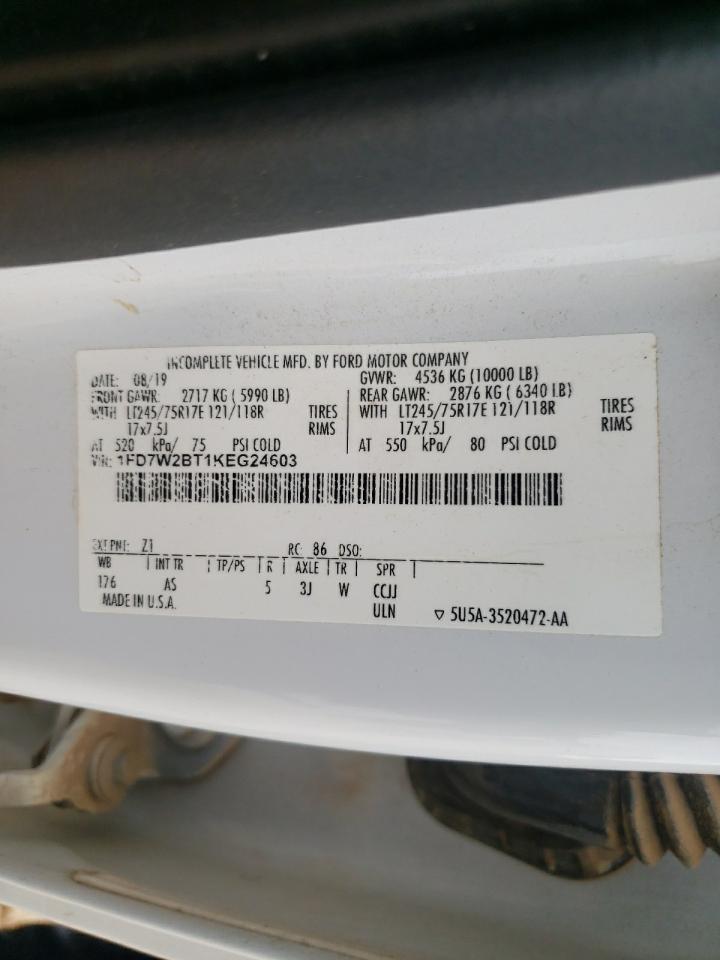 INCOMPLETE VEHICLE MFD. BY FORD MOTOR COMPANY
DATE: 08/19 GVWR: 4536 KG (10000 LB)
FRONT GAWR: 2717 KG ( 5990 LB) REAR GAWR: 2876 KG ( 6340 LB)
WITH LT245/75R17E 121/118R TIRES WITH LT245/75R17E 121/118R TIRES
17x7.5J RIMS 17x7.5J RIMS
AT 520 kPa/ 75 PSI COLD AT 550 kPa/ 80 PSI COLD
VIN: 1FD7W2BT1KEG24603
EXT PNT: Z1 RC: 86 DSO:
WB INT TR TP/PS R AXLE TR SPR
176 AS 5 3J W CCJJ
MADE IN U.S.A. ULN ▽ 5U5A-3520472-AA